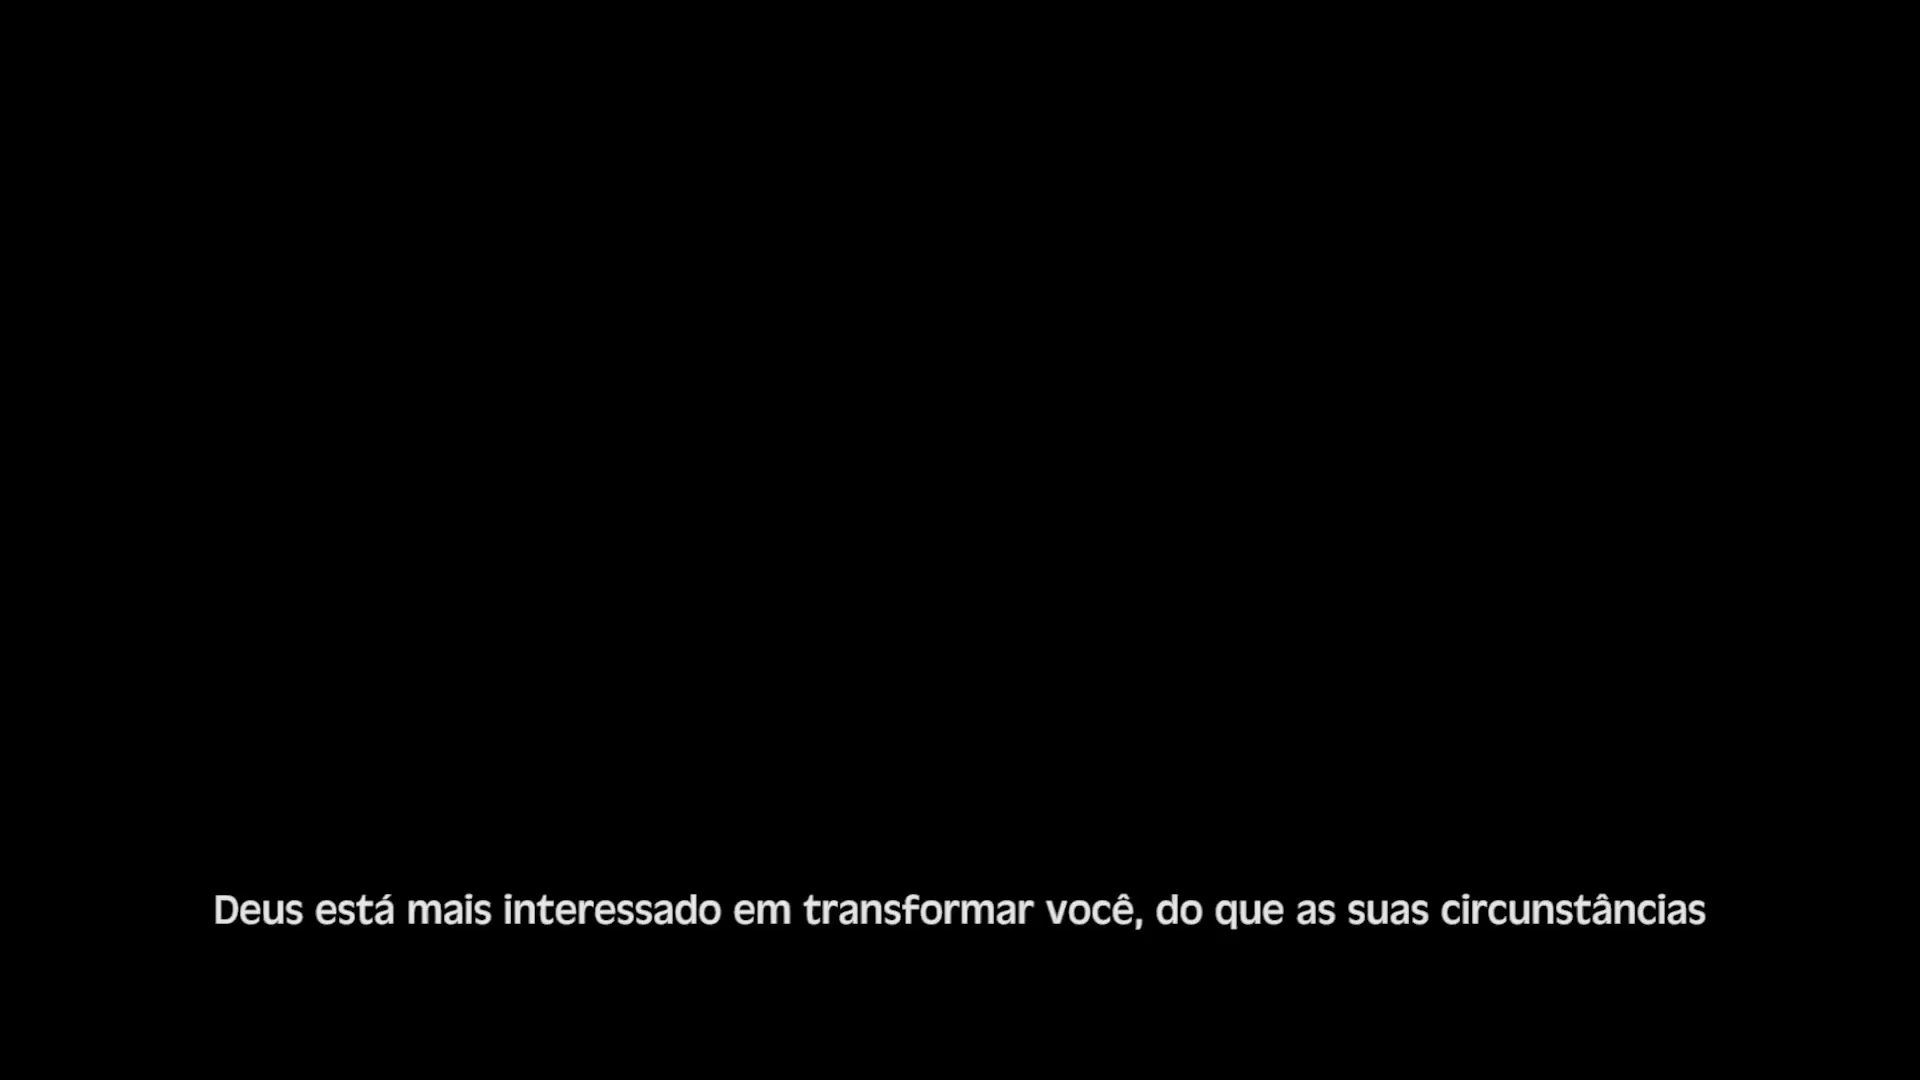 Deus está mais interessado em transformar você, do que as suas circunstâncias